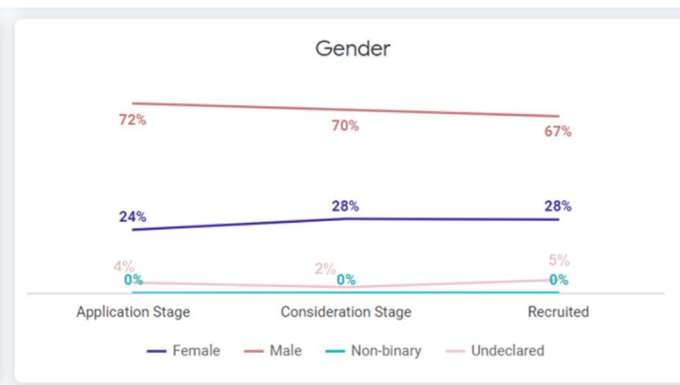 Gender
72%
70%
67%
24%
28%
28%
4%
2%
5%
0%
0%
0%
Application Stage
Consideration Stage
Recruited
Female
Male
Non-binary
Undeclared